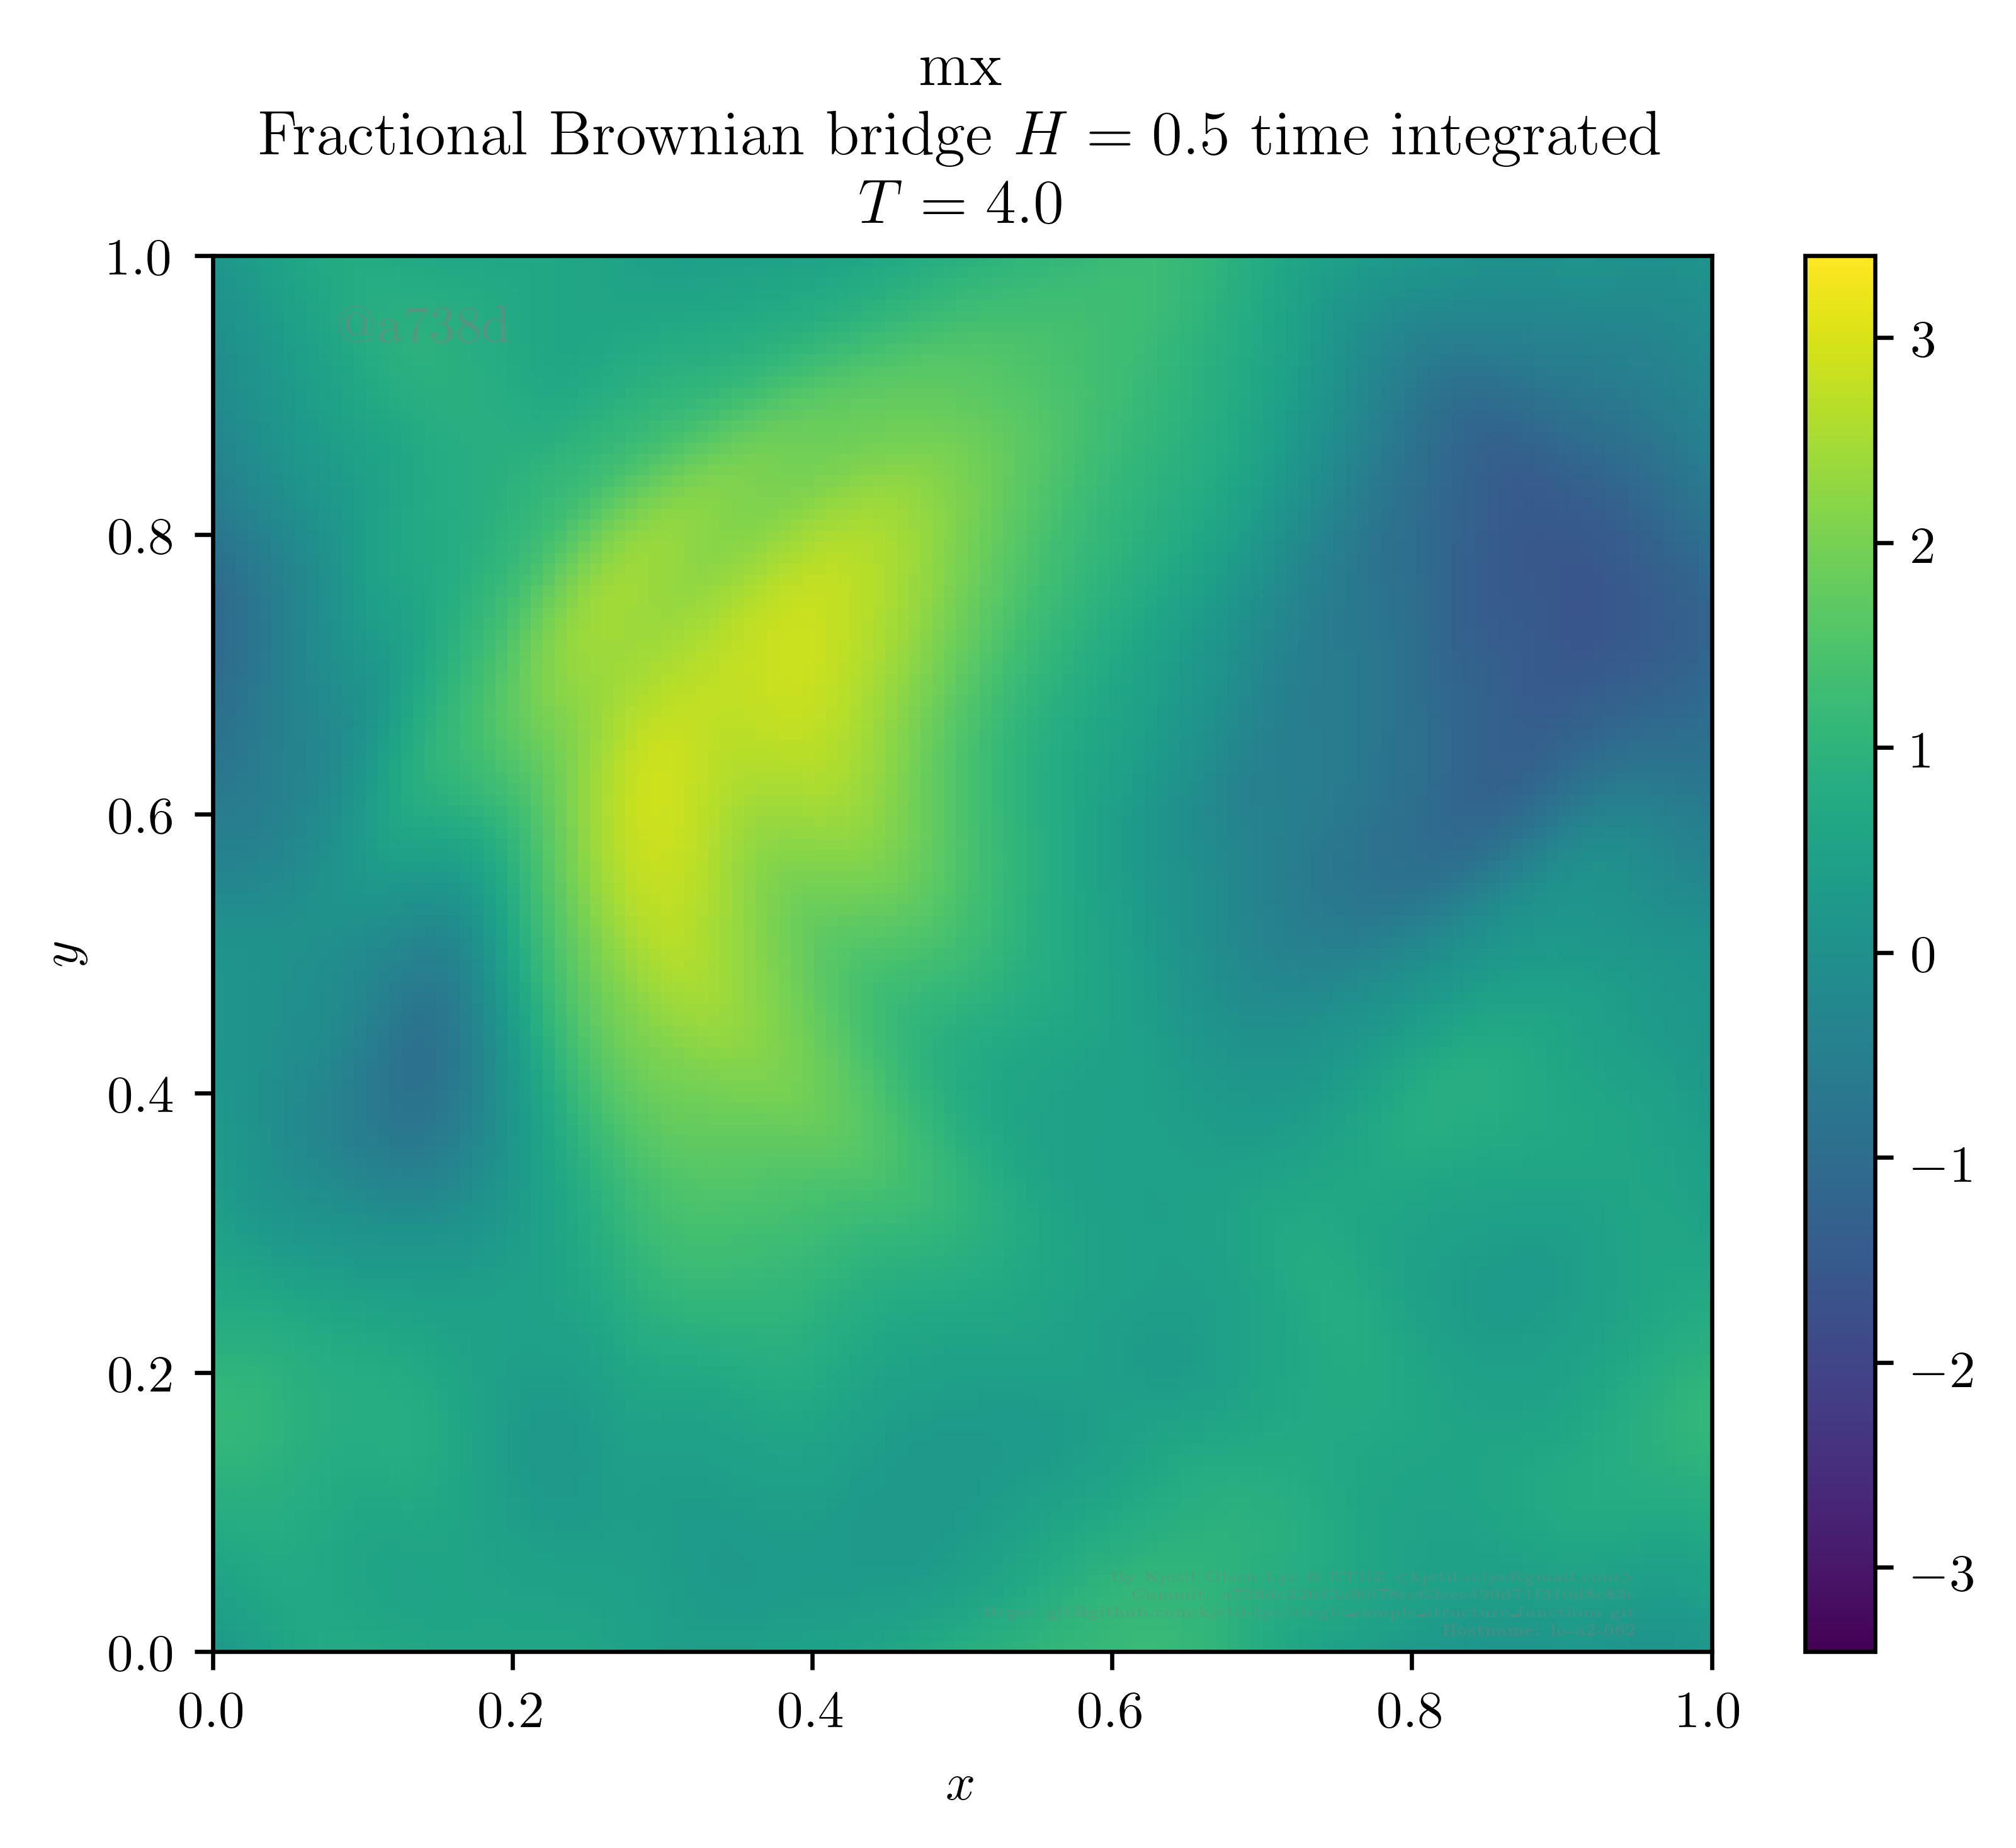 mx
Fractional Brownian bridge H = 0.5 time integrated
T = 4.0
@a738d
1.0
0.8
0.6
0.4
0.2
0.0
y
0.0 0.2 0.4 0.6 0.8 1.0
x
3
2
1
0
−1
−2
−3
Commit:
Hostname: